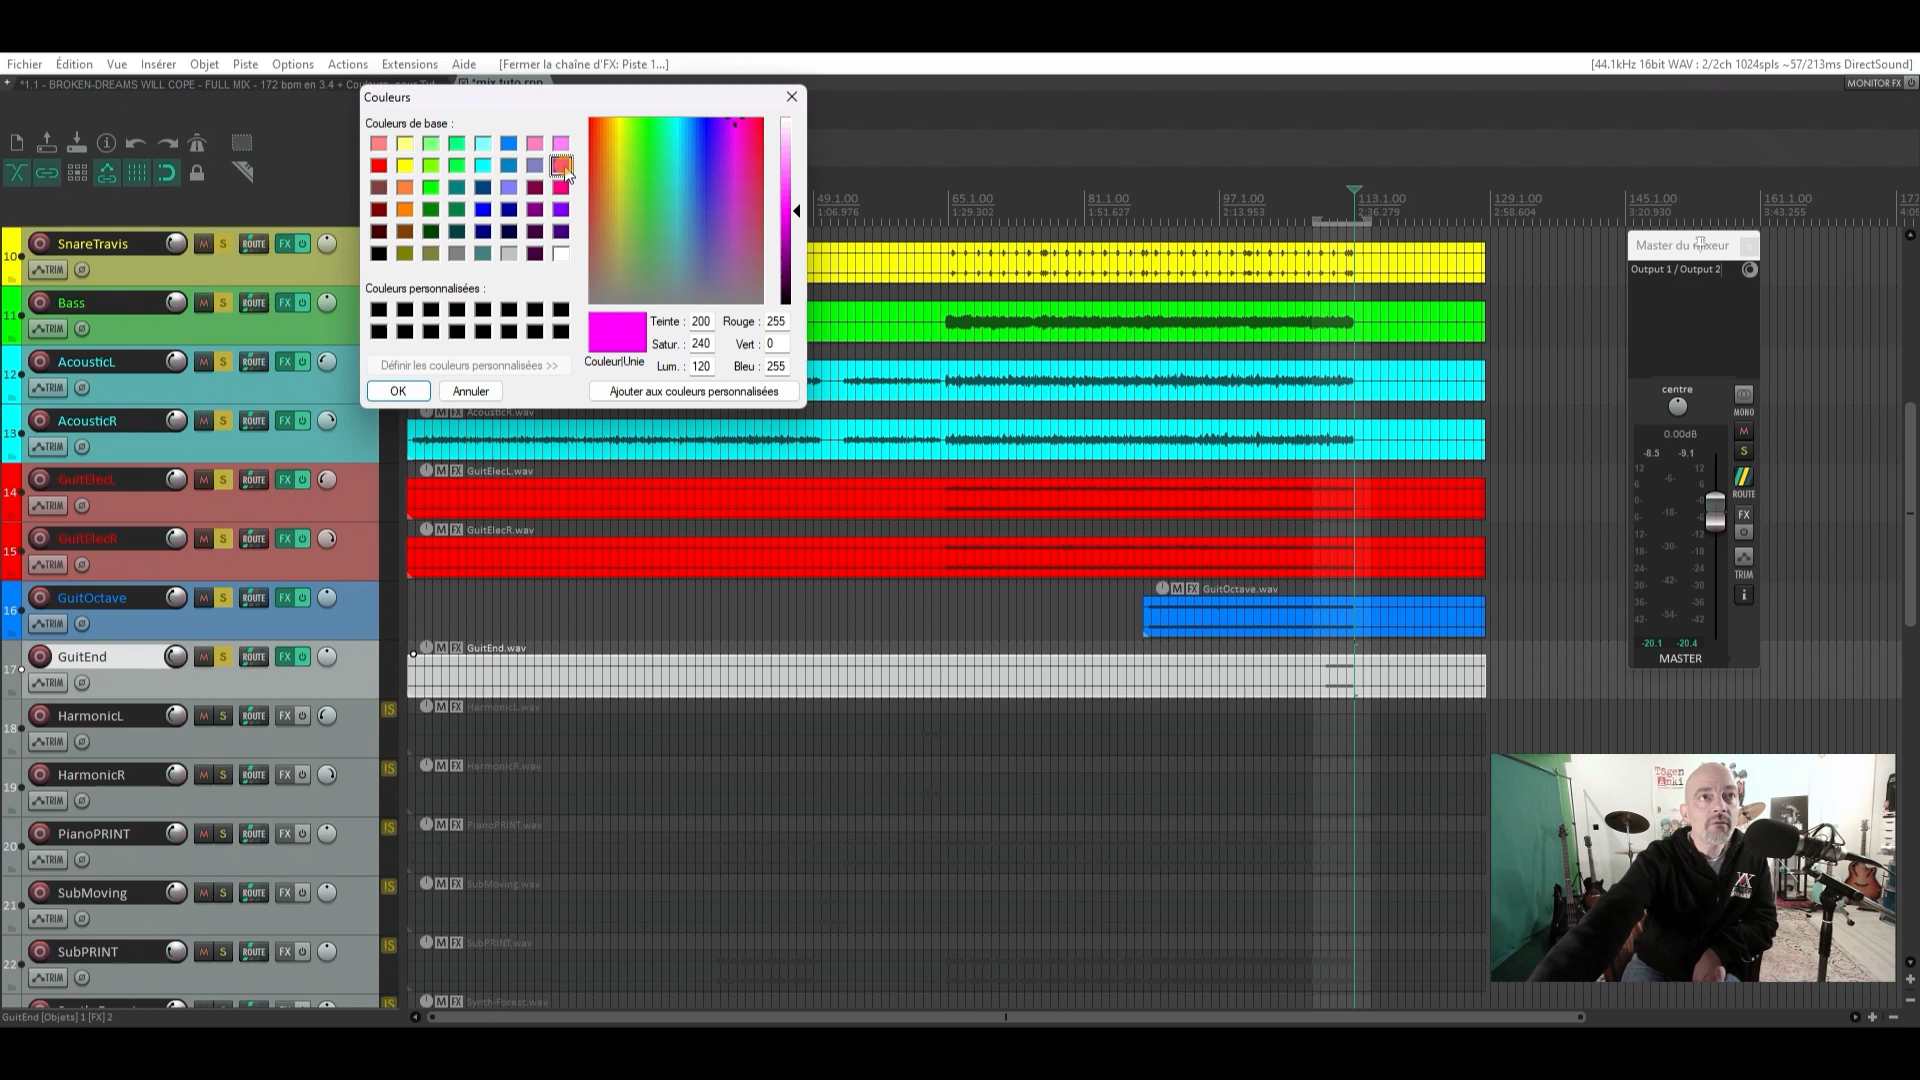 Fichier Édition Vue Insérer Objet Piste Options Actions Extensions Aide [Fermer la chaîne d'FX: Piste 1...] [44.1kHz 16bit WAV : 2/2ch 1024spls ~57/213ms DirectSound]
*1.1 - BROKEN-DREAMS WILL COPE - FULL MIX - 172 bpm en 3.4 + *mix tuto.rpp MONITOR FX
Couleurs
Couleurs de base :
Couleurs personnalisées :
Définir les couleurs personnalisées >>
OK Annuler
Teinte : 200 Rouge : 255
Satur. : 240 Vert : 0
Couleur|Unie Lum. : 120 Bleu : 255
Ajouter aux couleurs personnalisées
49.1.00 65.1.00 81.1.00 97.1.00 113.1.00 129.1.00 145.1.00 161.1.00 177
1:06.976 1:29.302 1:51.627 2:13.953 2:36.279 2:58.604 3:20.930 3:43.255 4:05
10 SnareTravis M S ROUTE FX
TRIM
11 Bass M S ROUTE FX
TRIM
12 AcousticL M S ROUTE FX
TRIM
13 AcousticR M S ROUTE FX
TRIM
M FX AcousticR.wav
14 GuitElecL M S ROUTE FX
TRIM
M FX GuitElecL.wav
15 GuitElecR M S ROUTE FX
TRIM
M FX GuitElecR.wav
16 GuitOctave M S ROUTE FX
TRIM
M FX GuitOctave.wav
17 GuitEnd M S ROUTE FX
TRIM
M FX GuitEnd.wav
18 HarmonicL M S ROUTE FX IS
TRIM
M FX HarmonicL.wav
19 HarmonicR M S ROUTE FX IS
TRIM
M FX HarmonicR.wav
20 PianoPRINT M S ROUTE FX IS
TRIM
M FX PianoPRINT.wav
21 SubMoving M S ROUTE FX IS
TRIM
M FX SubMoving.wav
22 SubPRINT M S ROUTE FX IS
TRIM
M FX SubPRINT.wav
IS
M FX Synth-Forest.wav
GuitEnd [Objets] 1 [FX] 2
Master du mixeur
Output 1 / Output 2
centre
MONO
0.00dB M
-8.5 -9.1 S
12 12
6 -6- 6
0- -0
6- -6
12- -18- -12
18- -18
24- -30- -24
30- -42- -30
36- -54- -36
42- -42
ROUTE
FX
TRIM
i
-20.1 -20.4
MASTER
Tögen
Anki